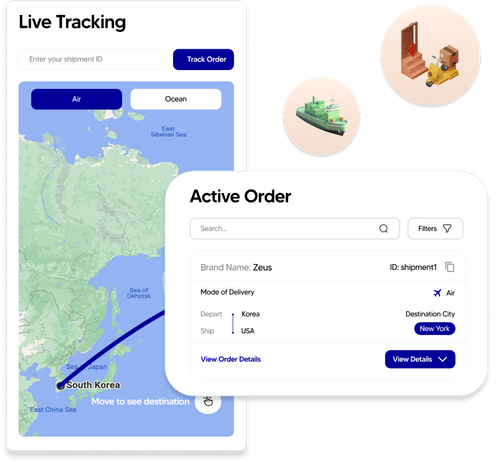 Live Tracking
Enter your shipment ID
Track Order
Air
Ocean
East
Siberian Sea
Sea of
Okhotsk
Sea of Japan
South Korea
East China Sea
Move to see destination
Active Order
Search...
Filters
Brand Name: Zeus
ID: shipment1
Mode of Delivery
Air
Depart Korea
Destination City
Ship USA
New York
View Order Details
View Details